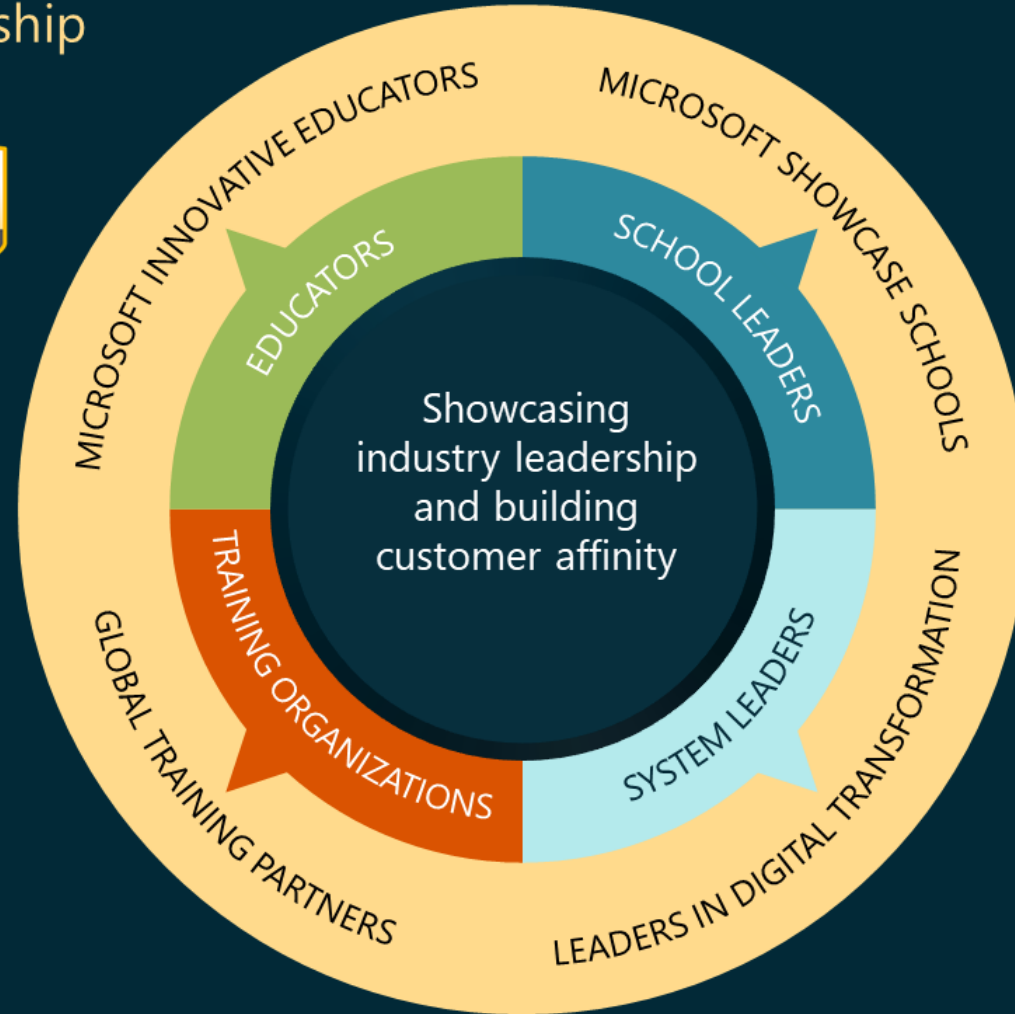 ship
MICROSOFT INNOVATIVE EDUCATORS
MICROSOFT SHOWCASE SCHOOLS
EDUCATORS
SCHOOL LEADERS
Showcasing
industry leadership
and building
customer affinity
TRAINING ORGANIZATIONS
SYSTEM LEADERS
GLOBAL TRAINING PARTNERS
LEADERS IN DIGITAL TRANSFORMATION